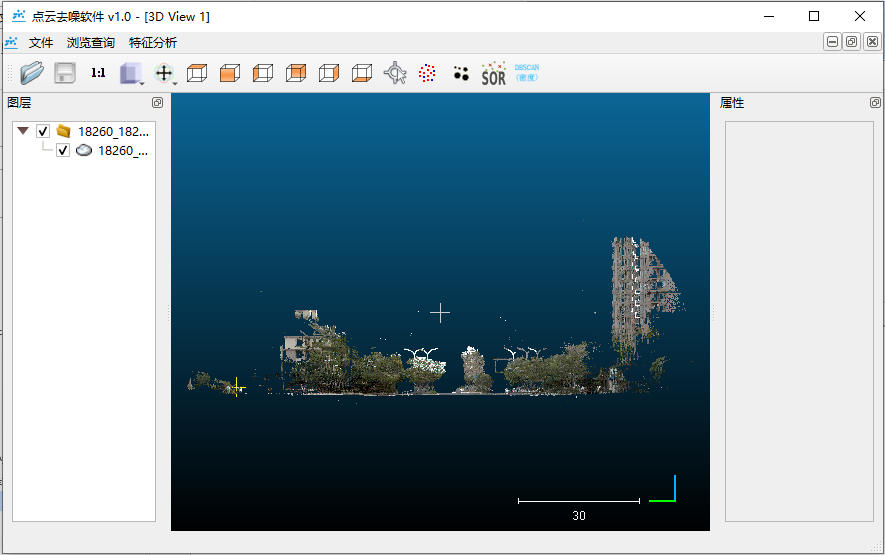 点云去噪软件 v1.0 - [3D View 1]
文件 浏览查询 特征分析
1:1 SOR DBSCAN
(密度)
图层 属性
18260_182...
18260_...
30